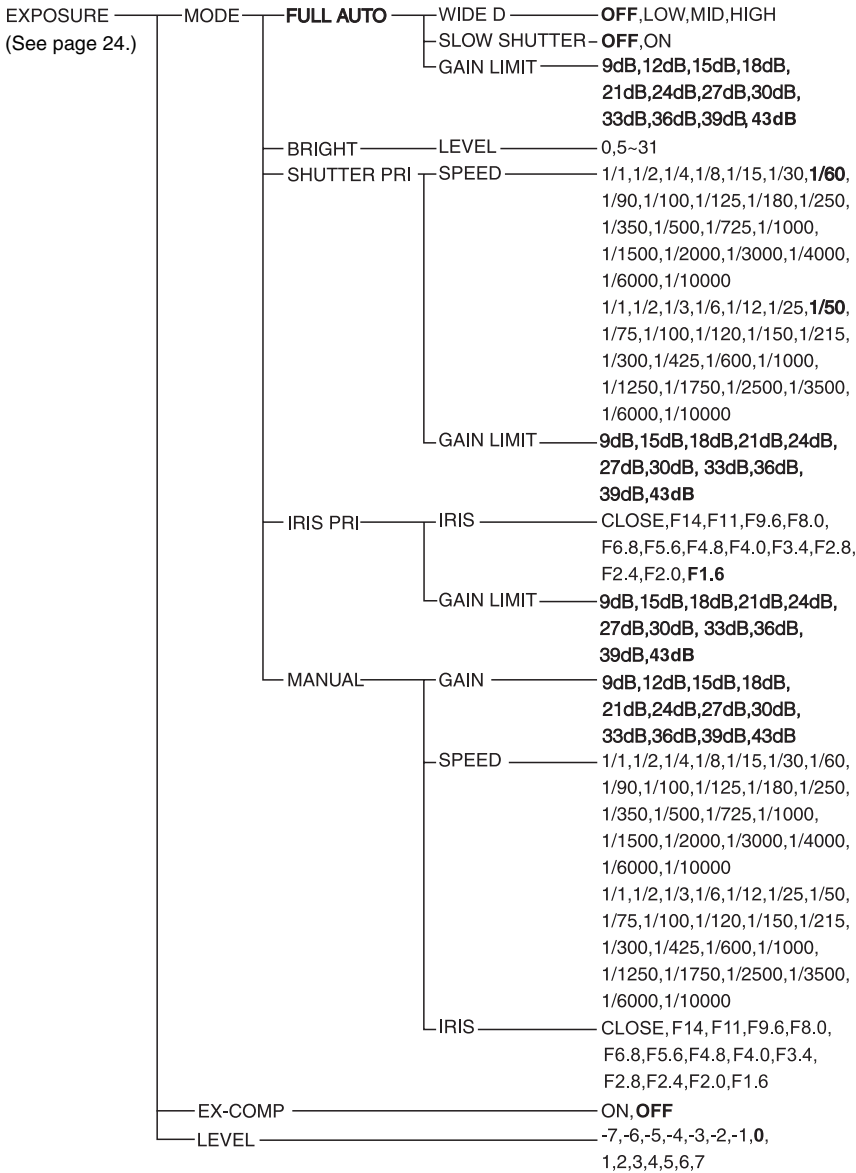 EXPOSURE MODE FULL AUTO WIDE D OFF,LOW,MID,HIGH
(See page 24.) SLOW SHUTTER OFF,ON
GAIN LIMIT 9dB,12dB,15dB,18dB,
21dB,24dB,27dB,30dB,
33dB,36dB,39dB,43dB
BRIGHT LEVEL 0,5~31
SHUTTER PRI SPEED 1/1,1/2,1/4,1/8,1/15,1/30,1/60,
1/90,1/100,1/125,1/180,1/250,
1/350,1/500,1/725,1/1000,
1/1500,1/2000,1/3000,1/4000,
1/6000,1/10000
1/1,1/2,1/3,1/6,1/12,1/25,1/50,
1/75,1/100,1/120,1/150,1/215,
1/300,1/425,1/600,1/1000,
1/1250,1/1750,1/2500,1/3500,
1/6000,1/10000
GAIN LIMIT 9dB,15dB,18dB,21dB,24dB,
27dB,30dB, 33dB,36dB,
39dB,43dB
IRIS PRI IRIS CLOSE,F14,F11,F9.6,F8.0,
F6.8,F5.6,F4.8,F4.0,F3.4,F2.8,
F2.4,F2.0,F1.6
GAIN LIMIT 9dB,15dB,18dB,21dB,24dB,
27dB,30dB, 33dB,36dB,
39dB,43dB
MANUAL GAIN 9dB,12dB,15dB,18dB,
21dB,24dB,27dB,30dB,
33dB,36dB,39dB,43dB
SPEED 1/1,1/2,1/4,1/8,1/15,1/30,1/60,
1/90,1/100,1/125,1/180,1/250,
1/350,1/500,1/725,1/1000,
1/1500,1/2000,1/3000,1/4000,
1/6000,1/10000
1/1,1/2,1/3,1/6,1/12,1/25,1/50,
1/75,1/100,1/120,1/150,1/215,
1/300,1/425,1/600,1/1000,
1/1250,1/1750,1/2500,1/3500,
1/6000,1/10000
IRIS CLOSE,F14,F11,F9.6,F8.0,
F6.8,F5.6,F4.8,F4.0,F3.4,
F2.8,F2.4,F2.0,F1.6
EX-COMP ON,OFF
LEVEL -7,-6,-5,-4,-3,-2,-1,0,
1,2,3,4,5,6,7